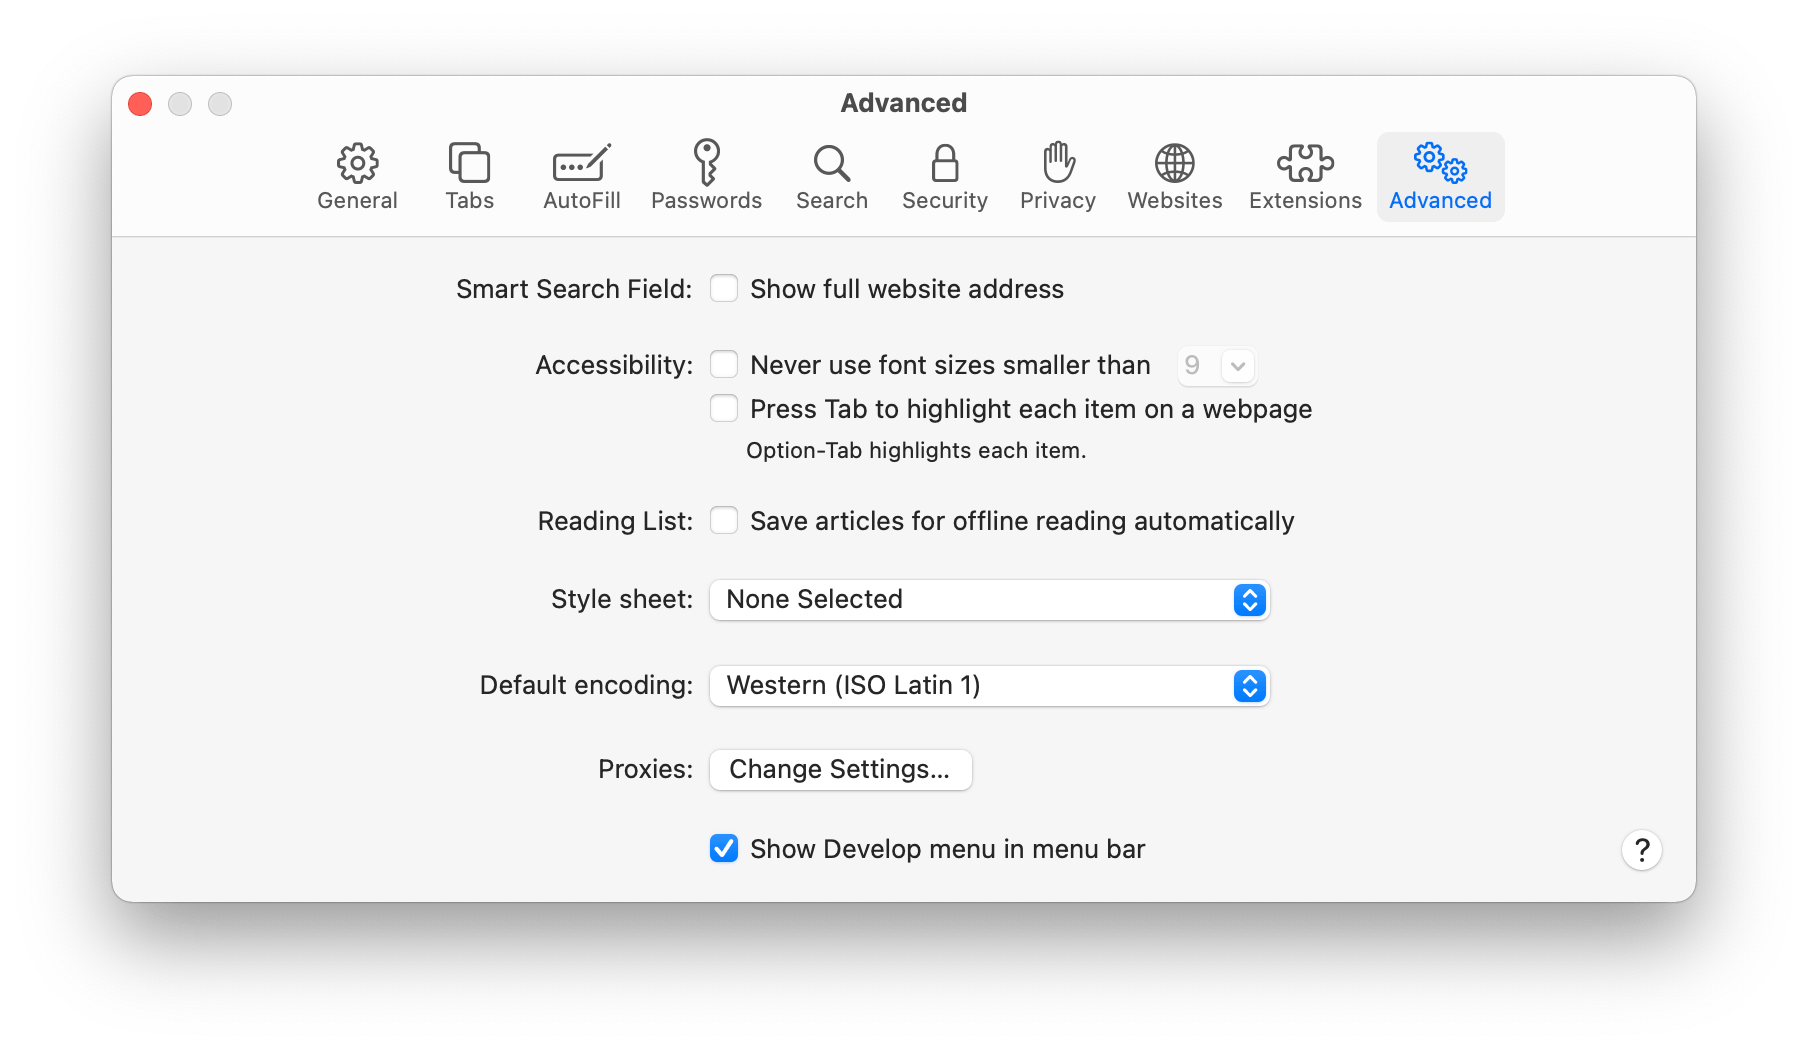 Advanced
General Tabs AutoFill Passwords Search Security Privacy Websites Extensions Advanced
Smart Search Field: Show full website address
Accessibility: Never use font sizes smaller than 9
Press Tab to highlight each item on a webpage
Option-Tab highlights each item.
Reading List: Save articles for offline reading automatically
Style sheet: None Selected
Default encoding: Western (ISO Latin 1)
Proxies: Change Settings...
Show Develop menu in menu bar
?